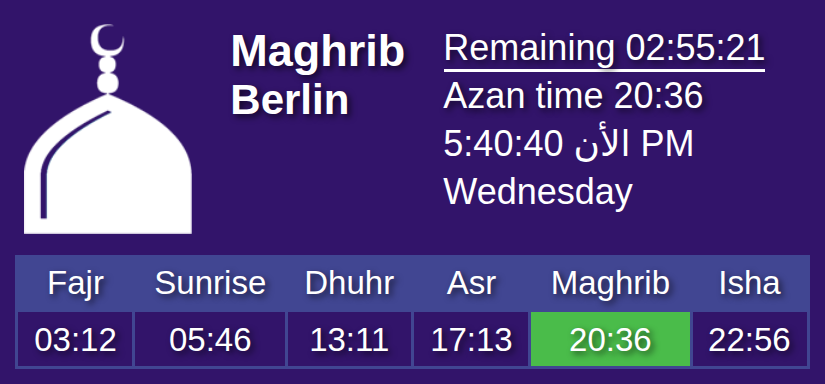 Maghrib
Berlin
Remaining 02:55:21
Azan time 20:36
5:40:40 الأن PM
Wednesday
Fajr Sunrise Dhuhr Asr Maghrib Isha
03:12 05:46 13:11 17:13 20:36 22:56